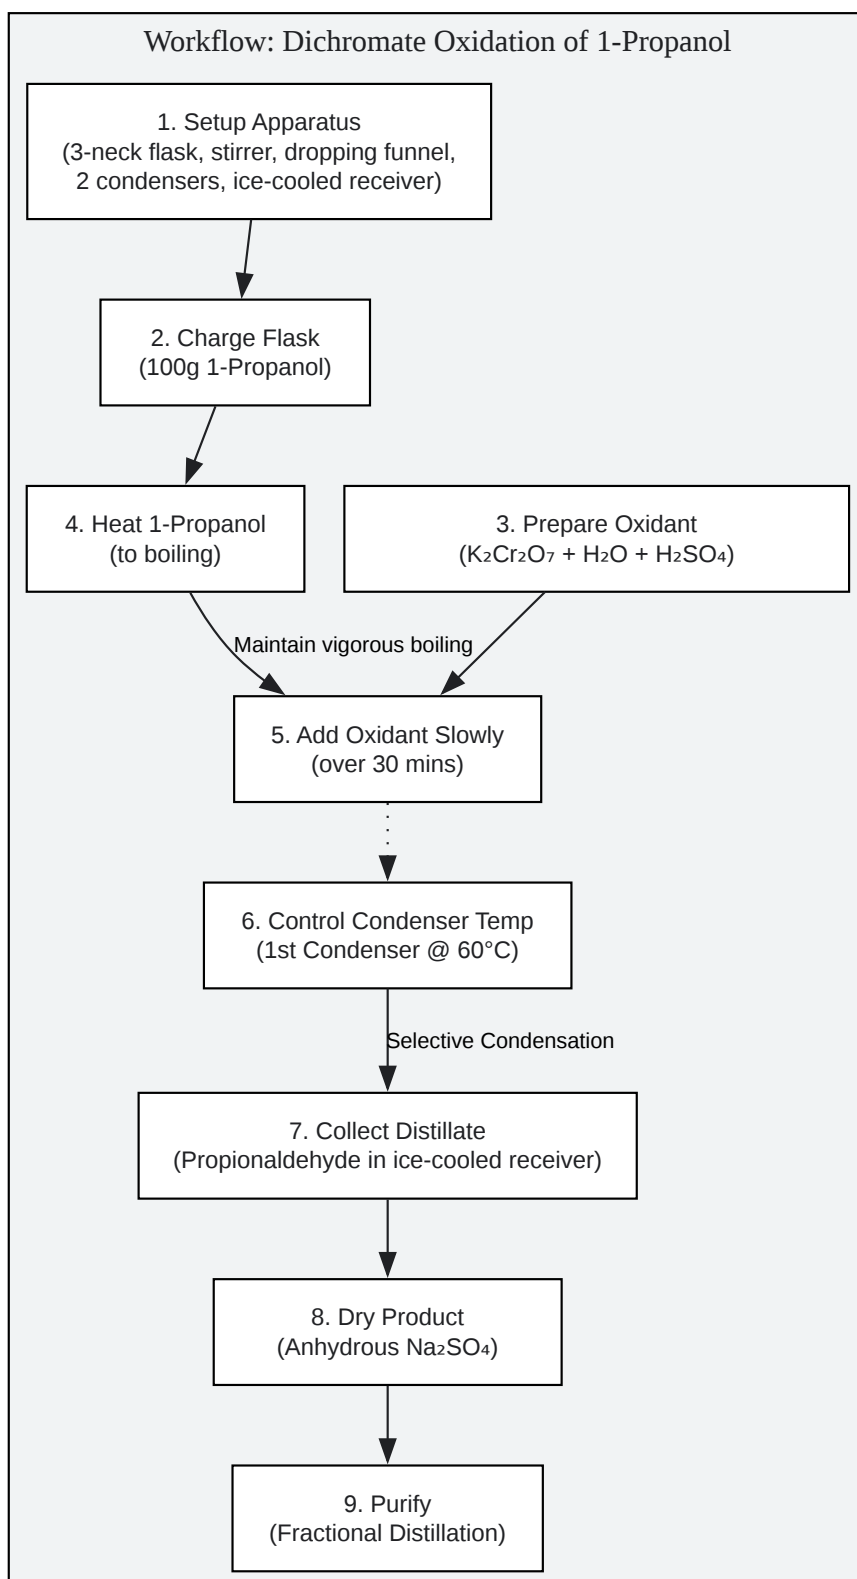 Workflow: Dichromate Oxidation of 1-Propanol
1. Setup Apparatus
(3-neck flask, stirrer, dropping funnel,
2 condensers, ice-cooled receiver)
2. Charge Flask
(100g 1-Propanol)
4. Heat 1-Propanol
(to boiling)
3. Prepare Oxidant
(K₂Cr₂O₇ + H₂O + H₂SO₄)
Maintain vigorous boiling
5. Add Oxidant Slowly
(over 30 mins)
6. Control Condenser Temp
(1st Condenser @ 60°C)
Selective Condensation
7. Collect Distillate
(Propionaldehyde in ice-cooled receiver)
8. Dry Product
(Anhydrous Na₂SO₄)
9. Purify
(Fractional Distillation)